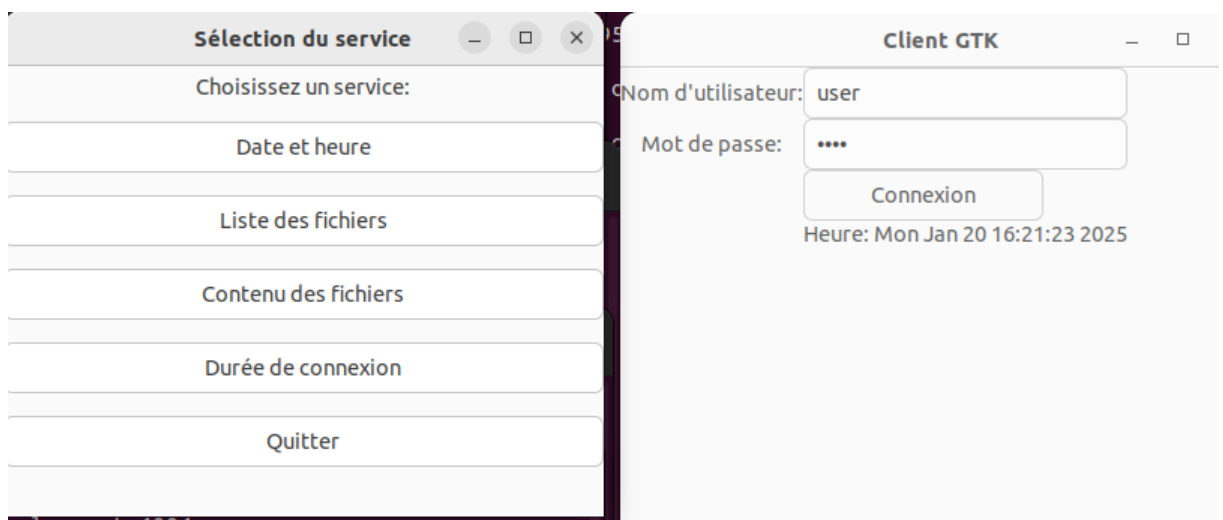 Sélection du service
Choisissez un service:
Date et heure
Liste des fichiers
Contenu des fichiers
Durée de connexion
Quitter
Client GTK
Nom d'utilisateur: user
Mot de passe: ••••
Connexion
Heure: Mon Jan 20 16:21:23 2025